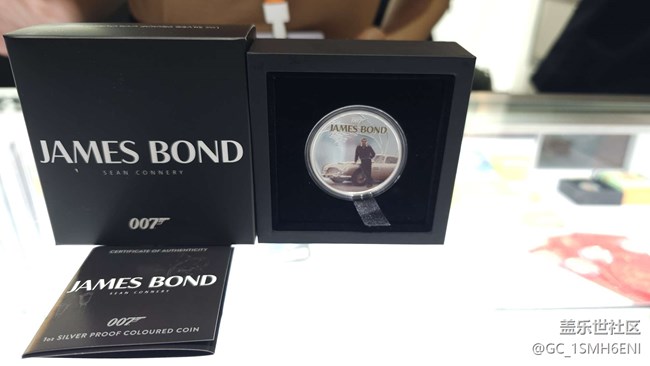 JAMES BOND
SEAN CONNERY
007
JAMES BOND
CERTIFICATE OF AUTHENTICITY
JAMES BOND
SEAN CONNERY
007
1oz SILVER PROOF COLOURED COIN
盖乐世社区
@GC_1SMH6ENI